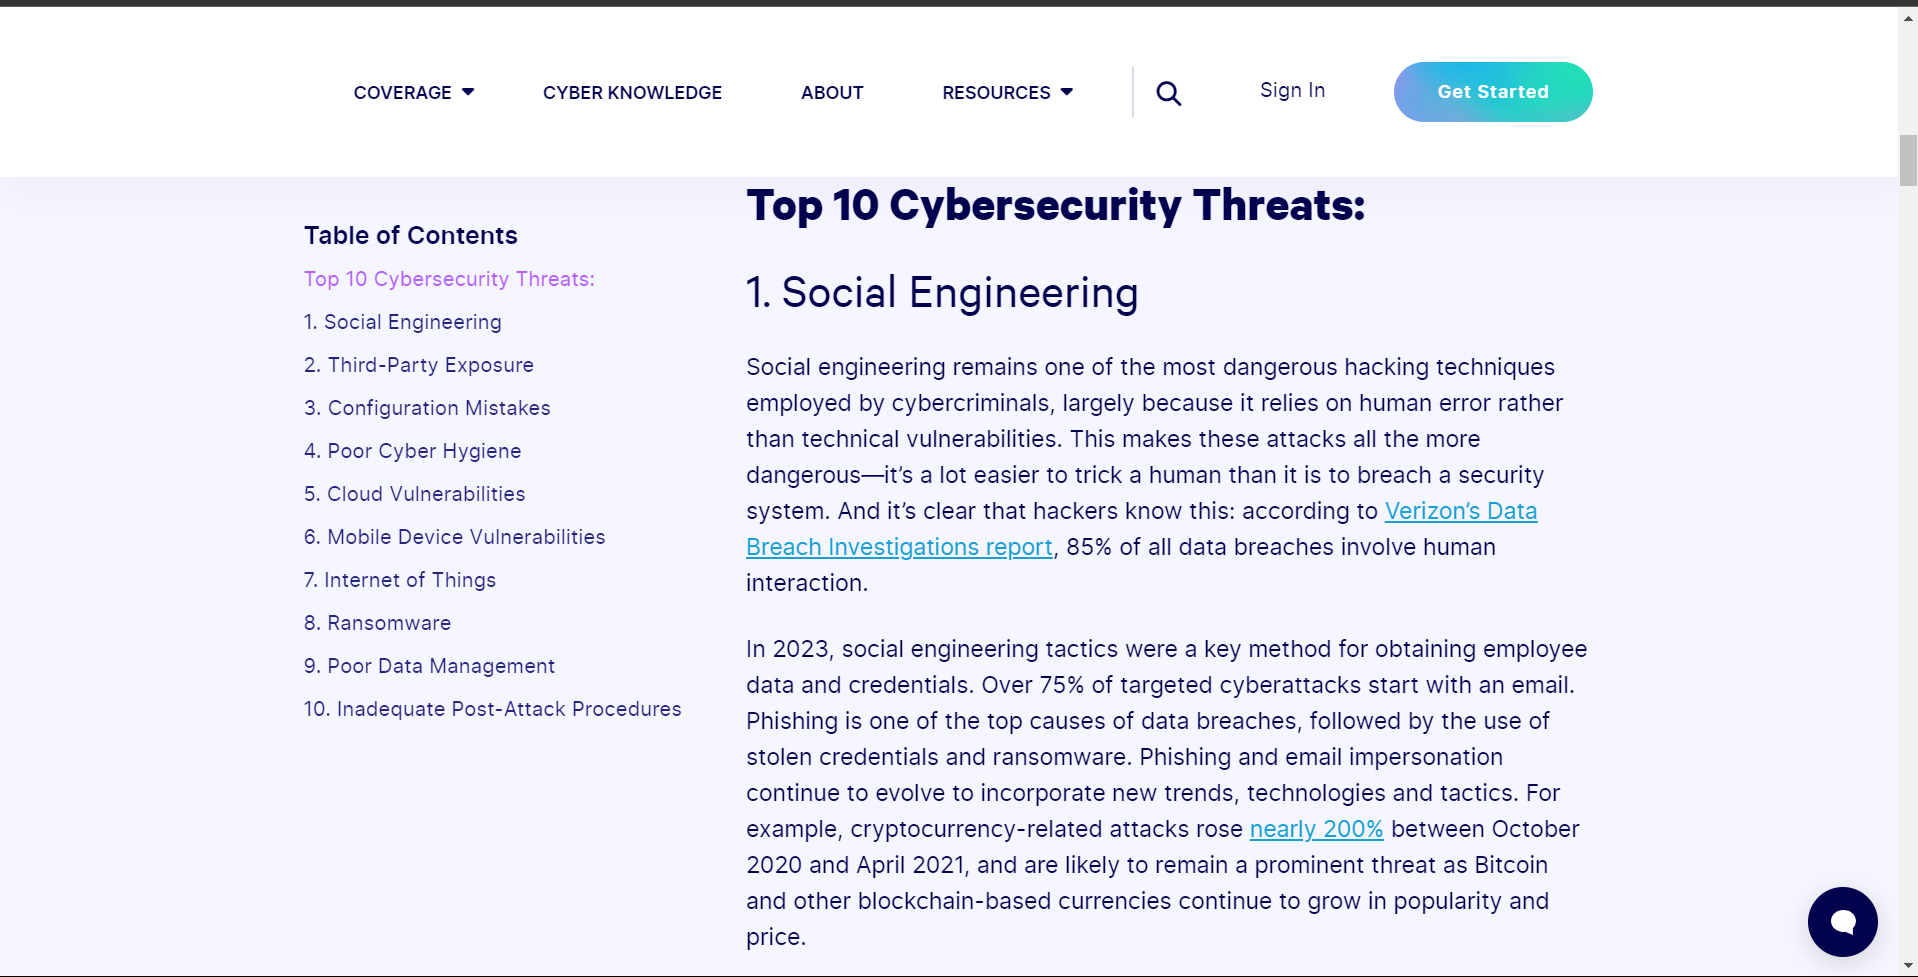 COVERAGE
CYBER KNOWLEDGE
ABOUT
RESOURCES
Sign In
Get Started
Table of Contents
Top 10 Cybersecurity Threats:
1. Social Engineering
2. Third-Party Exposure
3. Configuration Mistakes
4. Poor Cyber Hygiene
5. Cloud Vulnerabilities
6. Mobile Device Vulnerabilities
7. Internet of Things
8. Ransomware
9. Poor Data Management
10. Inadequate Post-Attack Procedures
Top 10 Cybersecurity Threats:
1. Social Engineering
Social engineering remains one of the most dangerous hacking techniques
employed by cybercriminals, largely because it relies on human error rather
than technical vulnerabilities. This makes these attacks all the more
dangerous—it’s a lot easier to trick a human than it is to breach a security
system. And it’s clear that hackers know this: according to Verizon’s Data
Breach Investigations report, 85% of all data breaches involve human
interaction.
In 2023, social engineering tactics were a key method for obtaining employee
data and credentials. Over 75% of targeted cyberattacks start with an email.
Phishing is one of the top causes of data breaches, followed by the use of
stolen credentials and ransomware. Phishing and email impersonation
continue to evolve to incorporate new trends, technologies and tactics. For
example, cryptocurrency-related attacks rose nearly 200% between October
2020 and April 2021, and are likely to remain a prominent threat as Bitcoin
and other blockchain-based currencies continue to grow in popularity and
price.